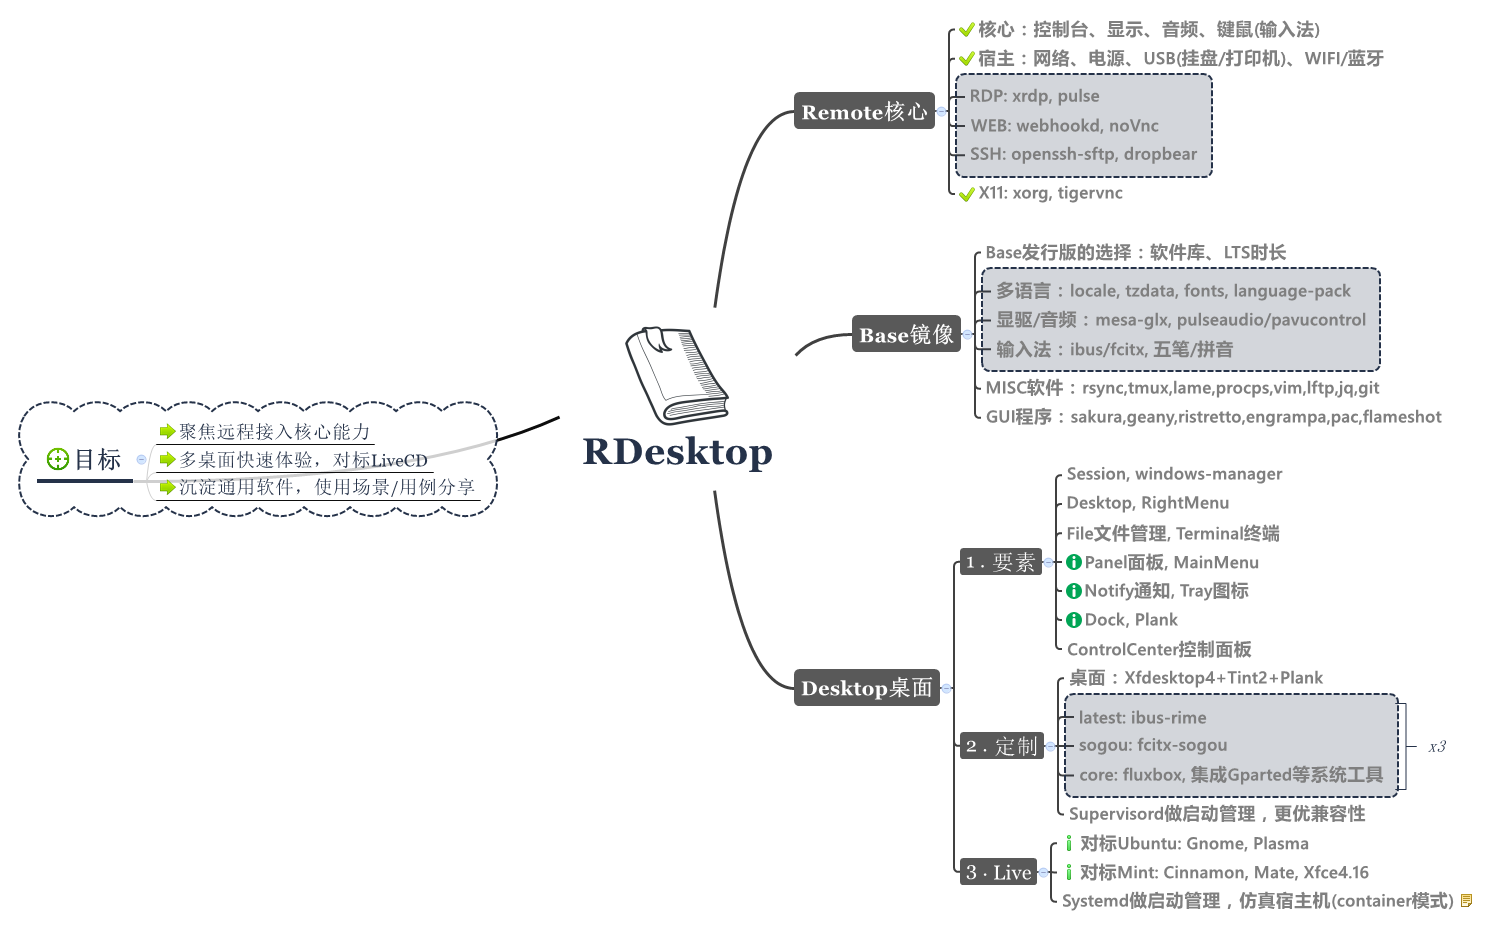 RDesktop
目标
聚焦远程接入核心能力
多桌面快速体验，对标LiveCD
沉淀通用软件，使用场景/用例分享
Remote核心
核心：控制台、显示、音频、键鼠(输入法)
宿主：网络、电源、USB(挂盘/打印机)、WIFI/蓝牙
RDP: xrdp, pulse
WEB: webhookd, noVnc
SSH: openssh-sftp, dropbear
X11: xorg, tigervnc
Base镜像
Base发行版的选择：软件库、LTS时长
多语言：locale, tzdata, fonts, language-pack
显驱/音频：mesa-glx, pulseaudio/pavucontrol
输入法：ibus/fcitx, 五笔/拼音
MISC软件：rsync,tmux,lame,procps,vim,lftp,jq,git
GUI程序：sakura,geany,ristretto,engrampa,pac,flameshot
Desktop桌面
1 . 要素
Session, windows-manager
Desktop, RightMenu
File文件管理, Terminal终端
Panel面板, MainMenu
Notify通知, Tray图标
Dock, Plank
ControlCenter控制面板
2 . 定制
桌面：Xfdesktop4+Tint2+Plank
latest: ibus-rime
sogou: fcitx-sogou
core: fluxbox, 集成Gparted等系统工具
x3
Supervisord做启动管理，更优兼容性
3 . Live
对标Ubuntu: Gnome, Plasma
对标Mint: Cinnamon, Mate, Xfce4.16
Systemd做启动管理，仿真宿主机(container模式)